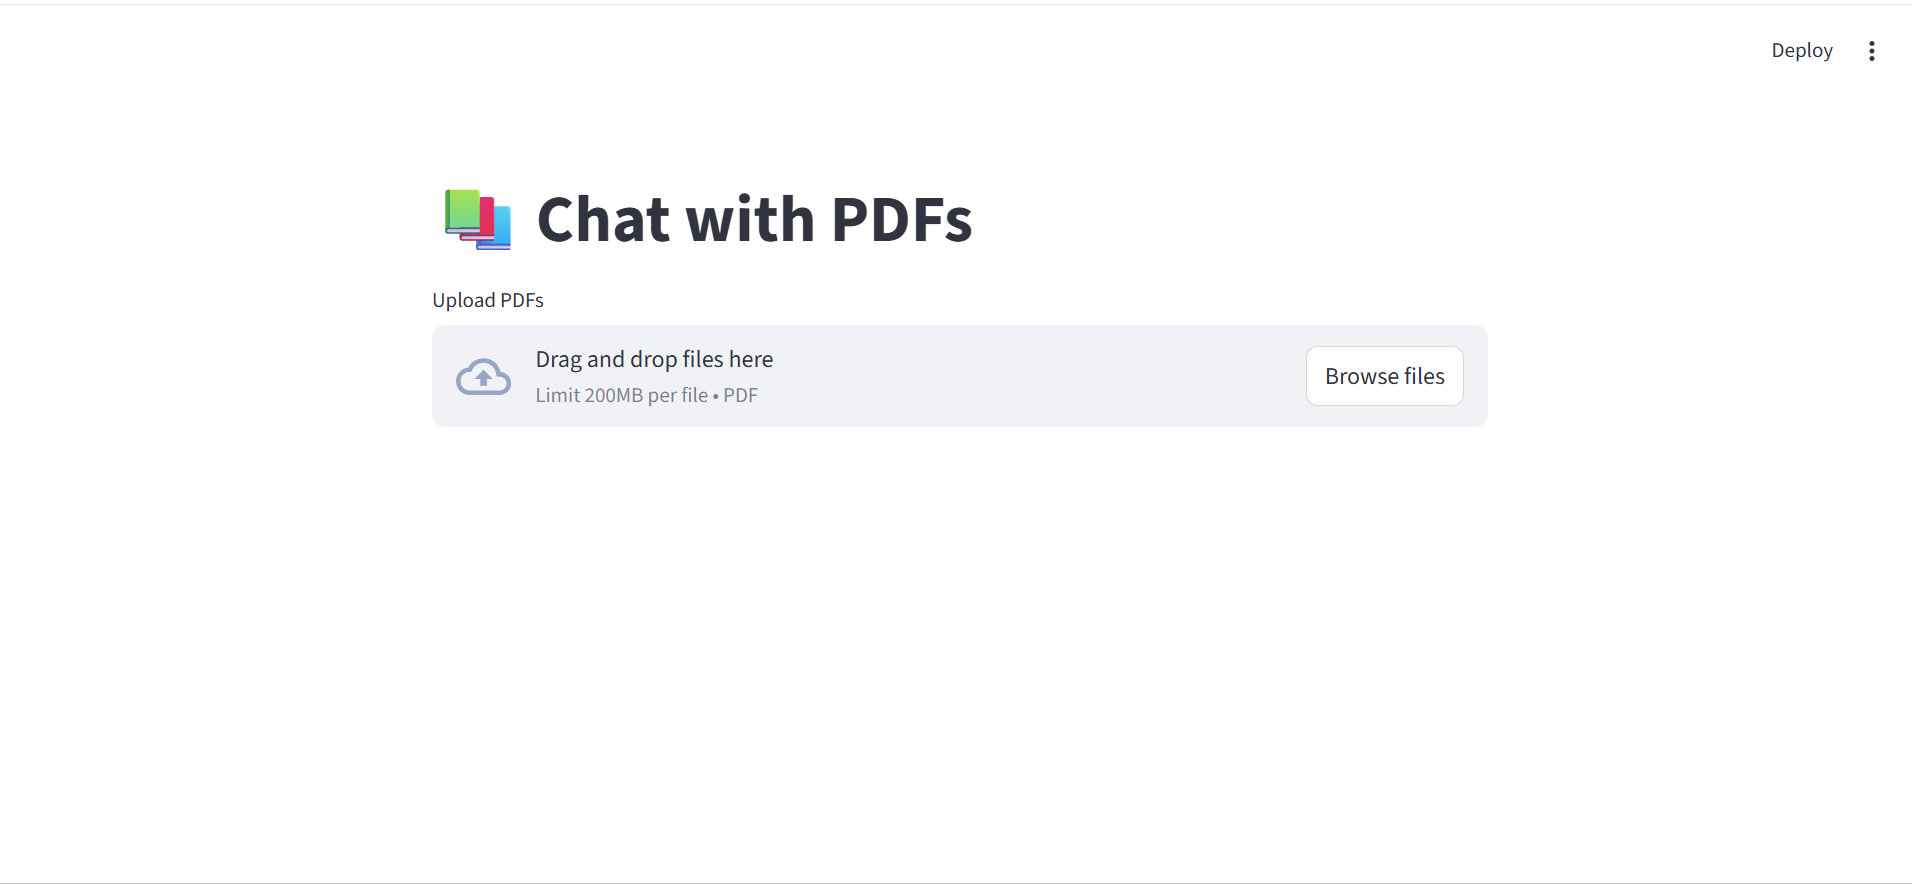 Deploy
Chat with PDFs
Upload PDFs
Drag and drop files here
Limit 200MB per file • PDF
Browse files